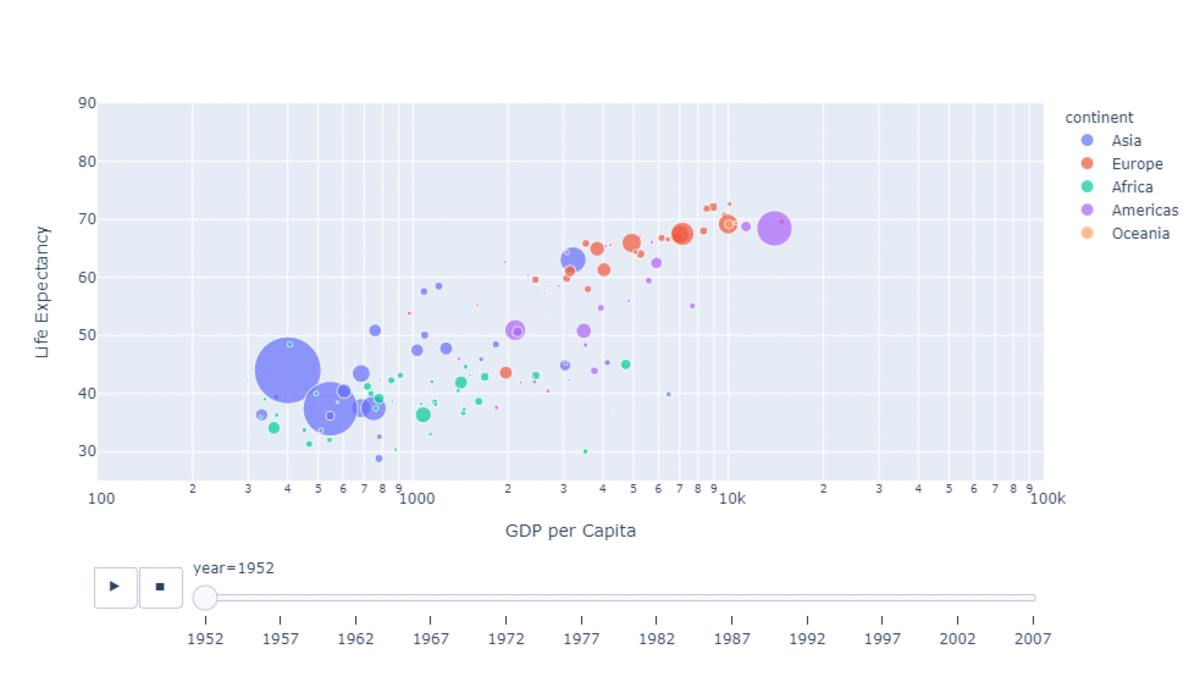 continent
Asia
Europe
Africa
Americas
Oceania
90
80
70
60
50
40
30
Life Expectancy
100 2 3 4 5 6 7 8 9 1000 2 3 4 5 6 7 8 9 10k 2 3 4 5 6 7 8 9 100k
GDP per Capita
year=1952
1952 1957 1962 1967 1972 1977 1982 1987 1992 1997 2002 2007